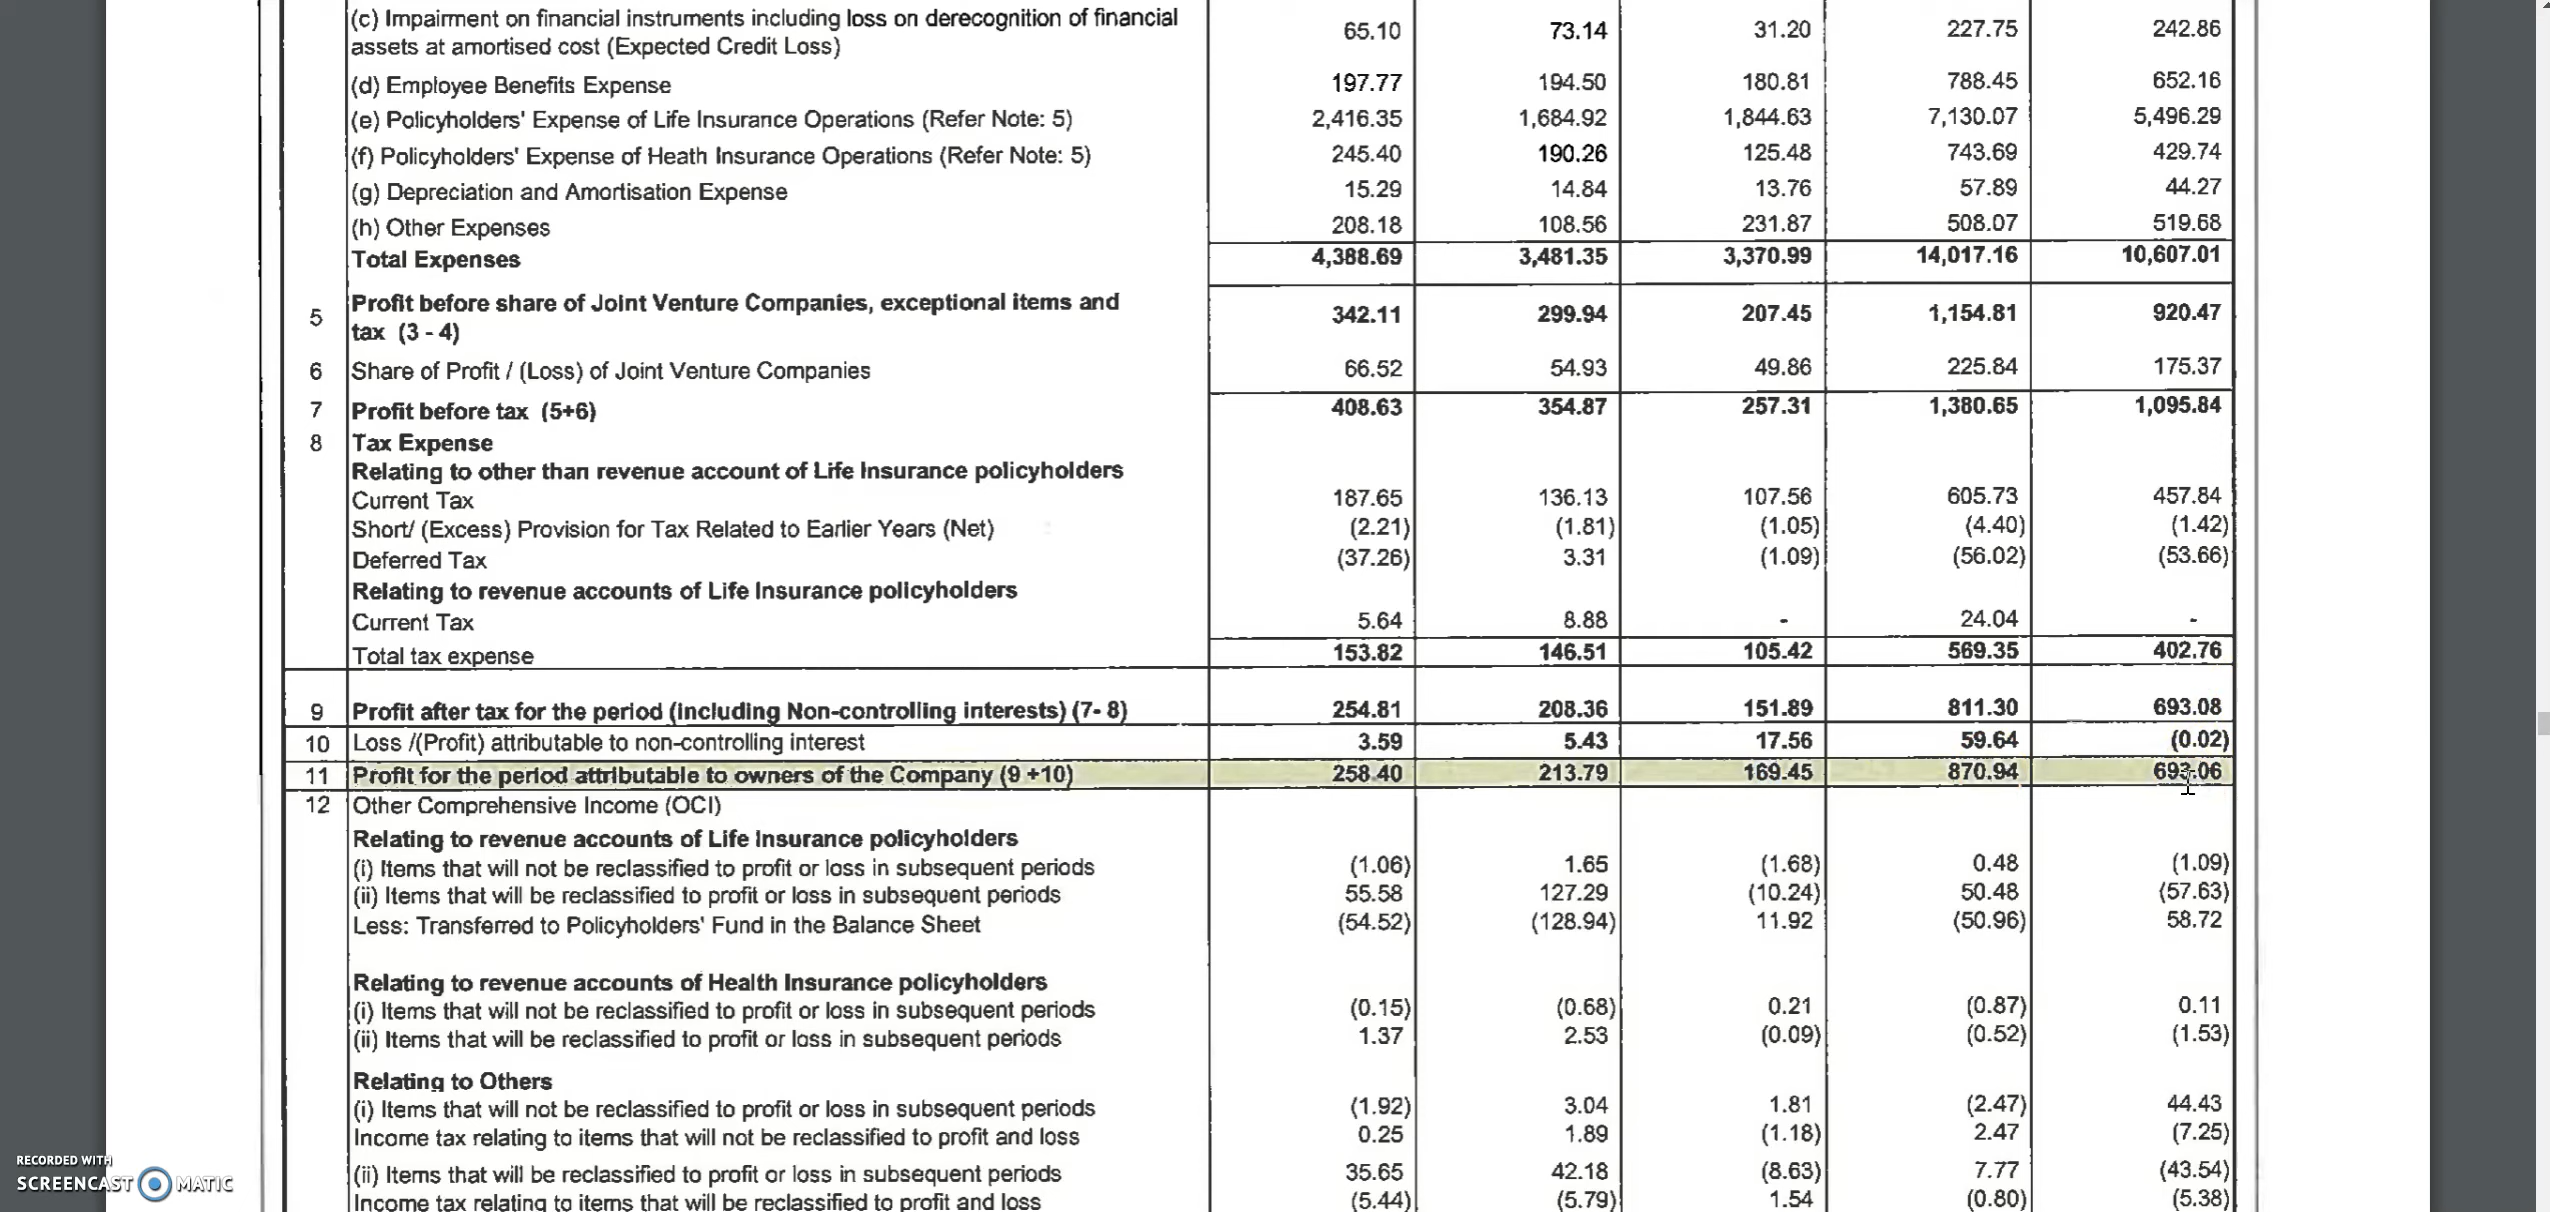 (c) Impairment on financial instruments including loss on derecognition of financial
assets at amortised cost (Expected Credit Loss) 65.10 73.14 31.20 227.75 242.86
(d) Employee Benefits Expense 197.77 194.50 180.81 788.45 652.16
(e) Policyholders' Expense of Life Insurance Operations (Refer Note: 5) 2,416.35 1,684.92 1,844.63 7,130.07 5,496.29
(f) Policyholders' Expense of Heath Insurance Operations (Refer Note: 5) 245.40 190.26 125.48 743.69 429.74
(g) Depreciation and Amortisation Expense 15.29 14.84 13.76 57.89 44.27
(h) Other Expenses 208.18 108.56 231.87 508.07 519.68
Total Expenses 4,388.69 3,481.35 3,370.99 14,017.16 10,607.01
5 Profit before share of Joint Venture Companies, exceptional items and
tax (3 - 4) 342.11 299.94 207.45 1,154.81 920.47
6 Share of Profit / (Loss) of Joint Venture Companies 66.52 54.93 49.86 225.84 175.37
7 Profit before tax (5+6) 408.63 354.87 257.31 1,380.65 1,095.84
8 Tax Expense
Relating to other than revenue account of Life Insurance policyholders
Current Tax 187.65 136.13 107.56 605.73 457.84
Short/ (Excess) Provision for Tax Related to Earlier Years (Net) (2.21) (1.81) (1.05) (4.40) (1.42)
Deferred Tax (37.26) 3.31 (1.09) (56.02) (53.66)
Relating to revenue accounts of Life Insurance policyholders
Current Tax 5.64 8.88 - 24.04 -
Total tax expense 153.82 146.51 105.42 569.35 402.76
9 Profit after tax for the period (including Non-controlling interests) (7- 8) 254.81 208.36 151.89 811.30 693.08
10 Loss /(Profit) attributable to non-controlling interest 3.59 5.43 17.56 59.64 (0.02)
11 Profit for the period attributable to owners of the Company (9 +10) 258.40 213.79 169.45 870.94 693.06
12 Other Comprehensive Income (OCI)
Relating to revenue accounts of Life Insurance policyholders
(i) Items that will not be reclassified to profit or loss in subsequent periods (1.06) 1.65 (1.68) 0.48 (1.09)
(ii) Items that will be reclassified to profit or loss in subsequent periods 55.58 127.29 (10.24) 50.48 (57.63)
Less: Transferred to Policyholders' Fund in the Balance Sheet (54.52) (128.94) 11.92 (50.96) 58.72
Relating to revenue accounts of Health Insurance policyholders
(i) Items that will not be reclassified to profit or loss in subsequent periods (0.15) (0.68) 0.21 (0.87) 0.11
(ii) Items that will be reclassified to profit or loss in subsequent periods 1.37 2.53 (0.09) (0.52) (1.53)
Relating to Others
(i) Items that will not be reclassified to profit or loss in subsequent periods (1.92) 3.04 1.81 (2.47) 44.43
Income tax relating to items that will not be reclassified to profit and loss 0.25 1.89 (1.18) 2.47 (7.25)
(ii) Items that will be reclassified to profit or loss in subsequent periods 35.65 42.18 (8.63) 7.77 (43.54)
Income tax relating to items that will be reclassified to profit and loss (5.44) (5.79) 1.54 (0.80) (5.38)
RECORDED WITH
SCREENCAST MATIC